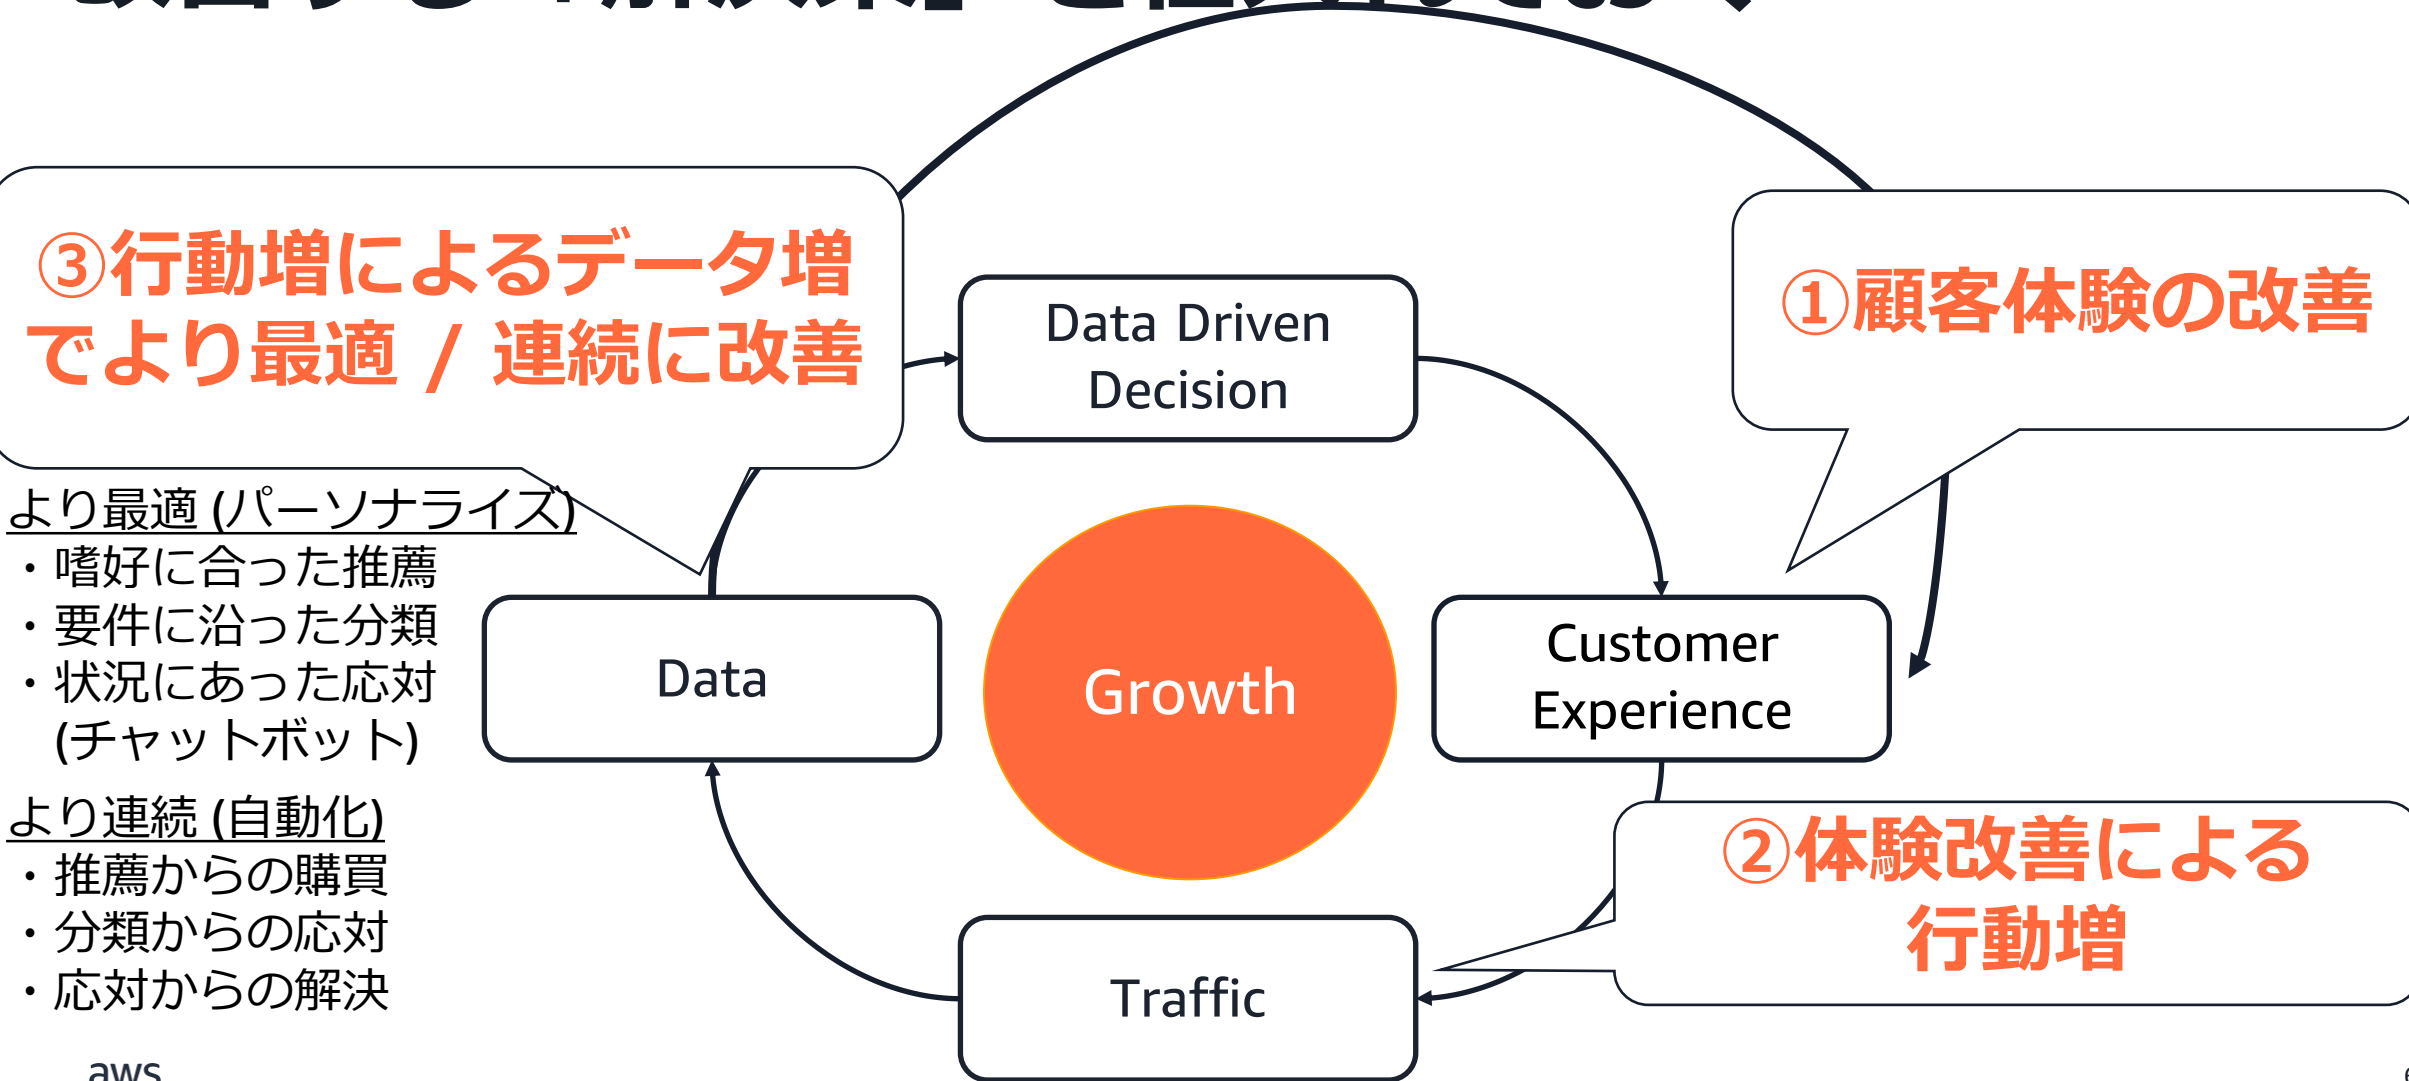 ③行動増によるデータ増
でより最適 / 連続に改善
①顧客体験の改善
Data Driven
Decision
より最適 (パーソナライズ)
・嗜好に合った推薦
・要件に沿った分類
・状況にあった応対
(チャットボット)
Data
Growth
Customer
Experience
より連続 (自動化)
・推薦からの購買
・分類からの応対
・応対からの解決
②体験改善による
行動増
Traffic
aws